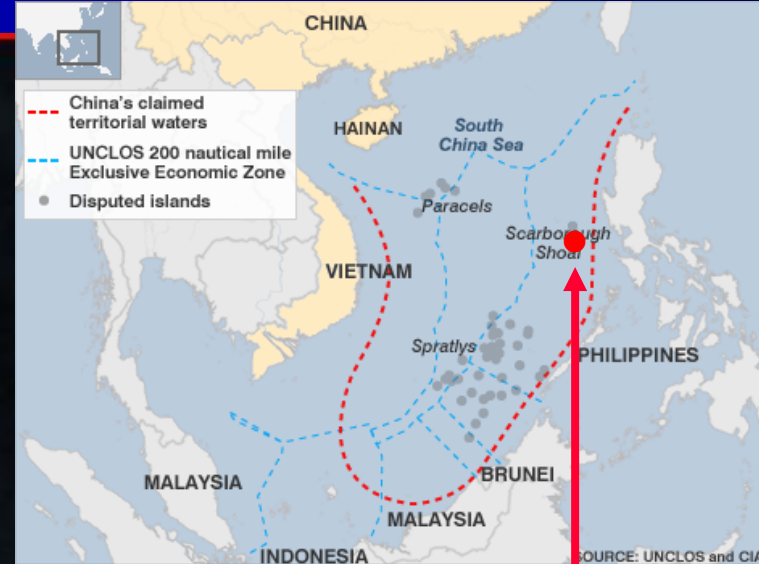 CHINA
China's claimed
territorial waters
UNCLOS 200 nautical mile
Exclusive Economic Zone
Disputed islands
HAINAN
South
China Sea
Paracels
Scarborough
Shoal
VIETNAM
Spratlys
PHILIPPINES
MALAYSIA
BRUNEI
MALAYSIA
INDONESIA
SOURCE: UNCLOS and CIA